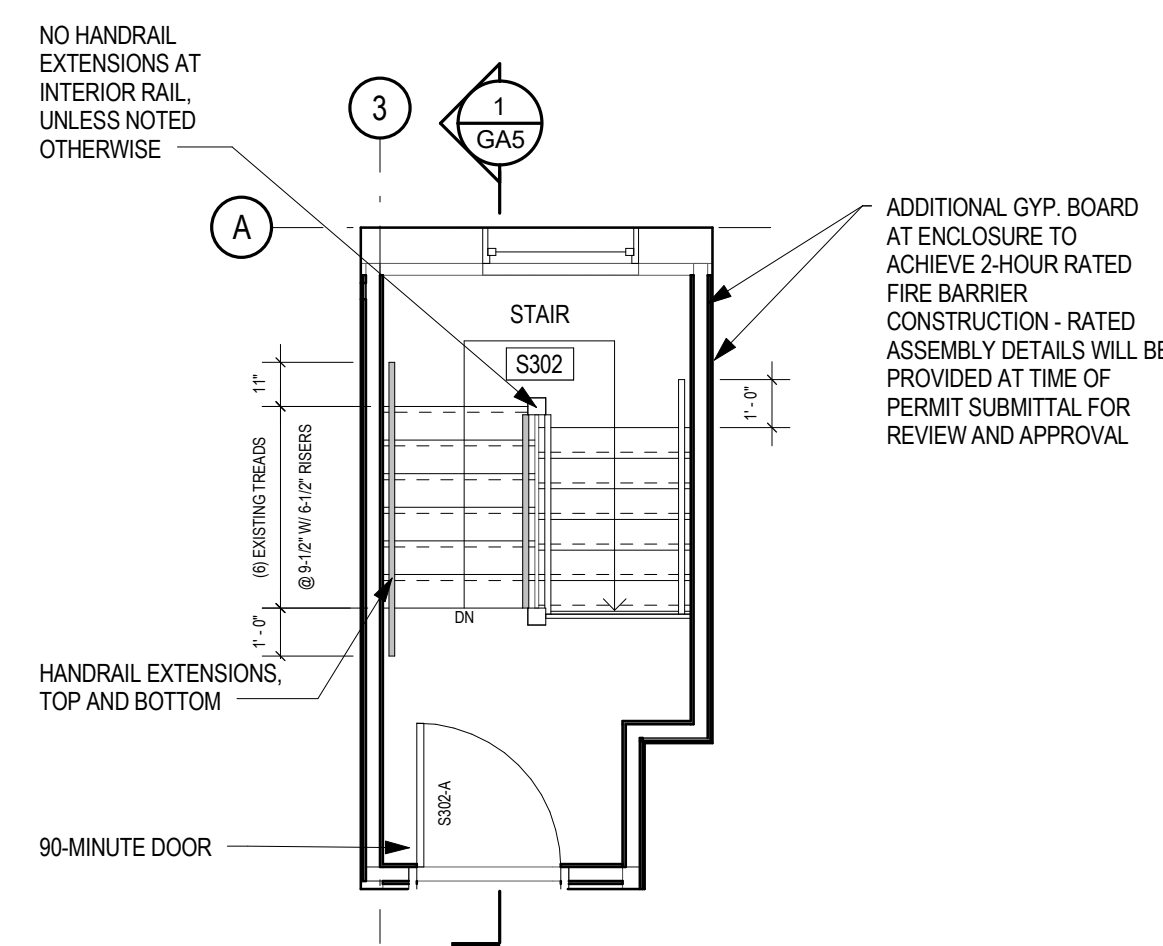 NO HANDRAIL
EXTENSIONS AT
INTERIOR RAIL,
UNLESS NOTED
OTHERWISE
3
1
GA5
A
ADDITIONAL GYP. BOARD
AT ENCLOSURE TO
ACHIEVE 2-HOUR RATED
FIRE BARRIER
CONSTRUCTION - RATED
ASSEMBLY DETAILS WILL BE
PROVIDED AT TIME OF
PERMIT SUBMITTAL FOR
REVIEW AND APPROVAL
STAIR
S302
11"
(6) EXISTING TREADS
@ 9-1/2" W/ 6-1/2" RISERS
1' - 0"
1' - 0"
DN
HANDRAIL EXTENSIONS,
TOP AND BOTTOM
S302-A
90-MINUTE DOOR